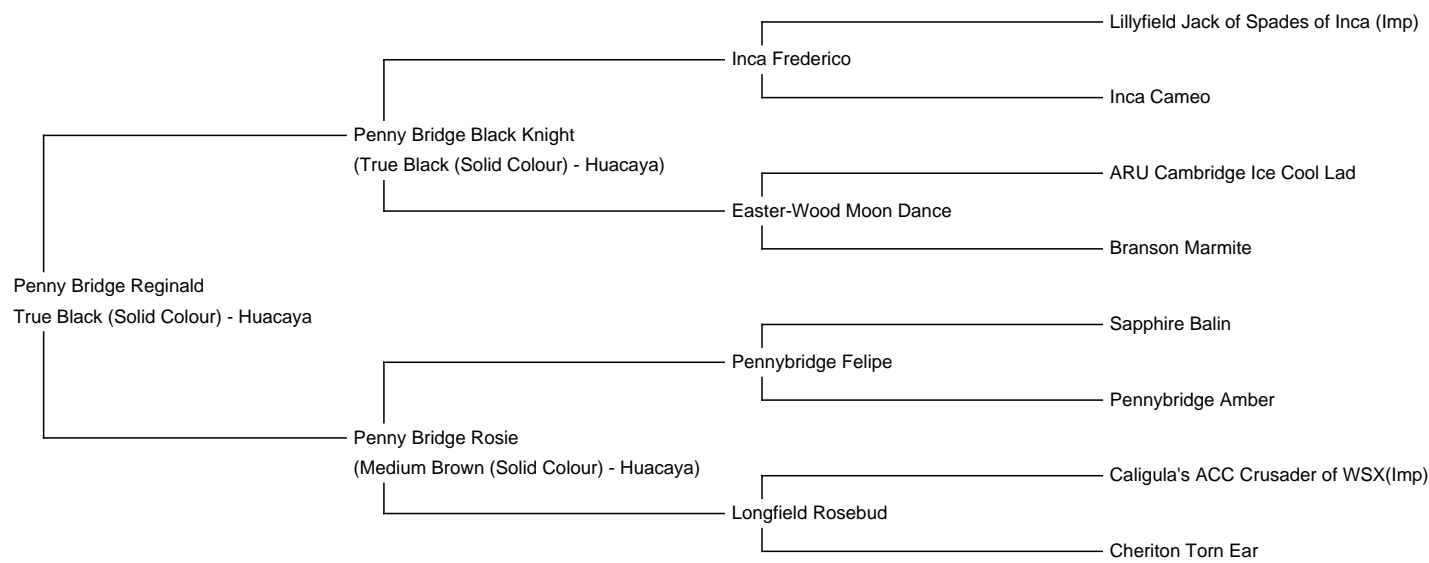 Lillyfield Jack of Spades of Inca (Imp)
Inca Frederico
Inca Cameo
Penny Bridge Black Knight
(True Black (Solid Colour) - Huacaya)
ARU Cambridge Ice Cool Lad
Easter-Wood Moon Dance
Branson Marmite
Penny Bridge Reginald
True Black (Solid Colour) - Huacaya
Sapphire Balin
Pennybridge Felipe
Pennybridge Amber
Penny Bridge Rosie
(Medium Brown (Solid Colour) - Huacaya)
Caligula's ACC Crusader of WSX(Imp)
Longfield Rosebud
Cheriton Torn Ear